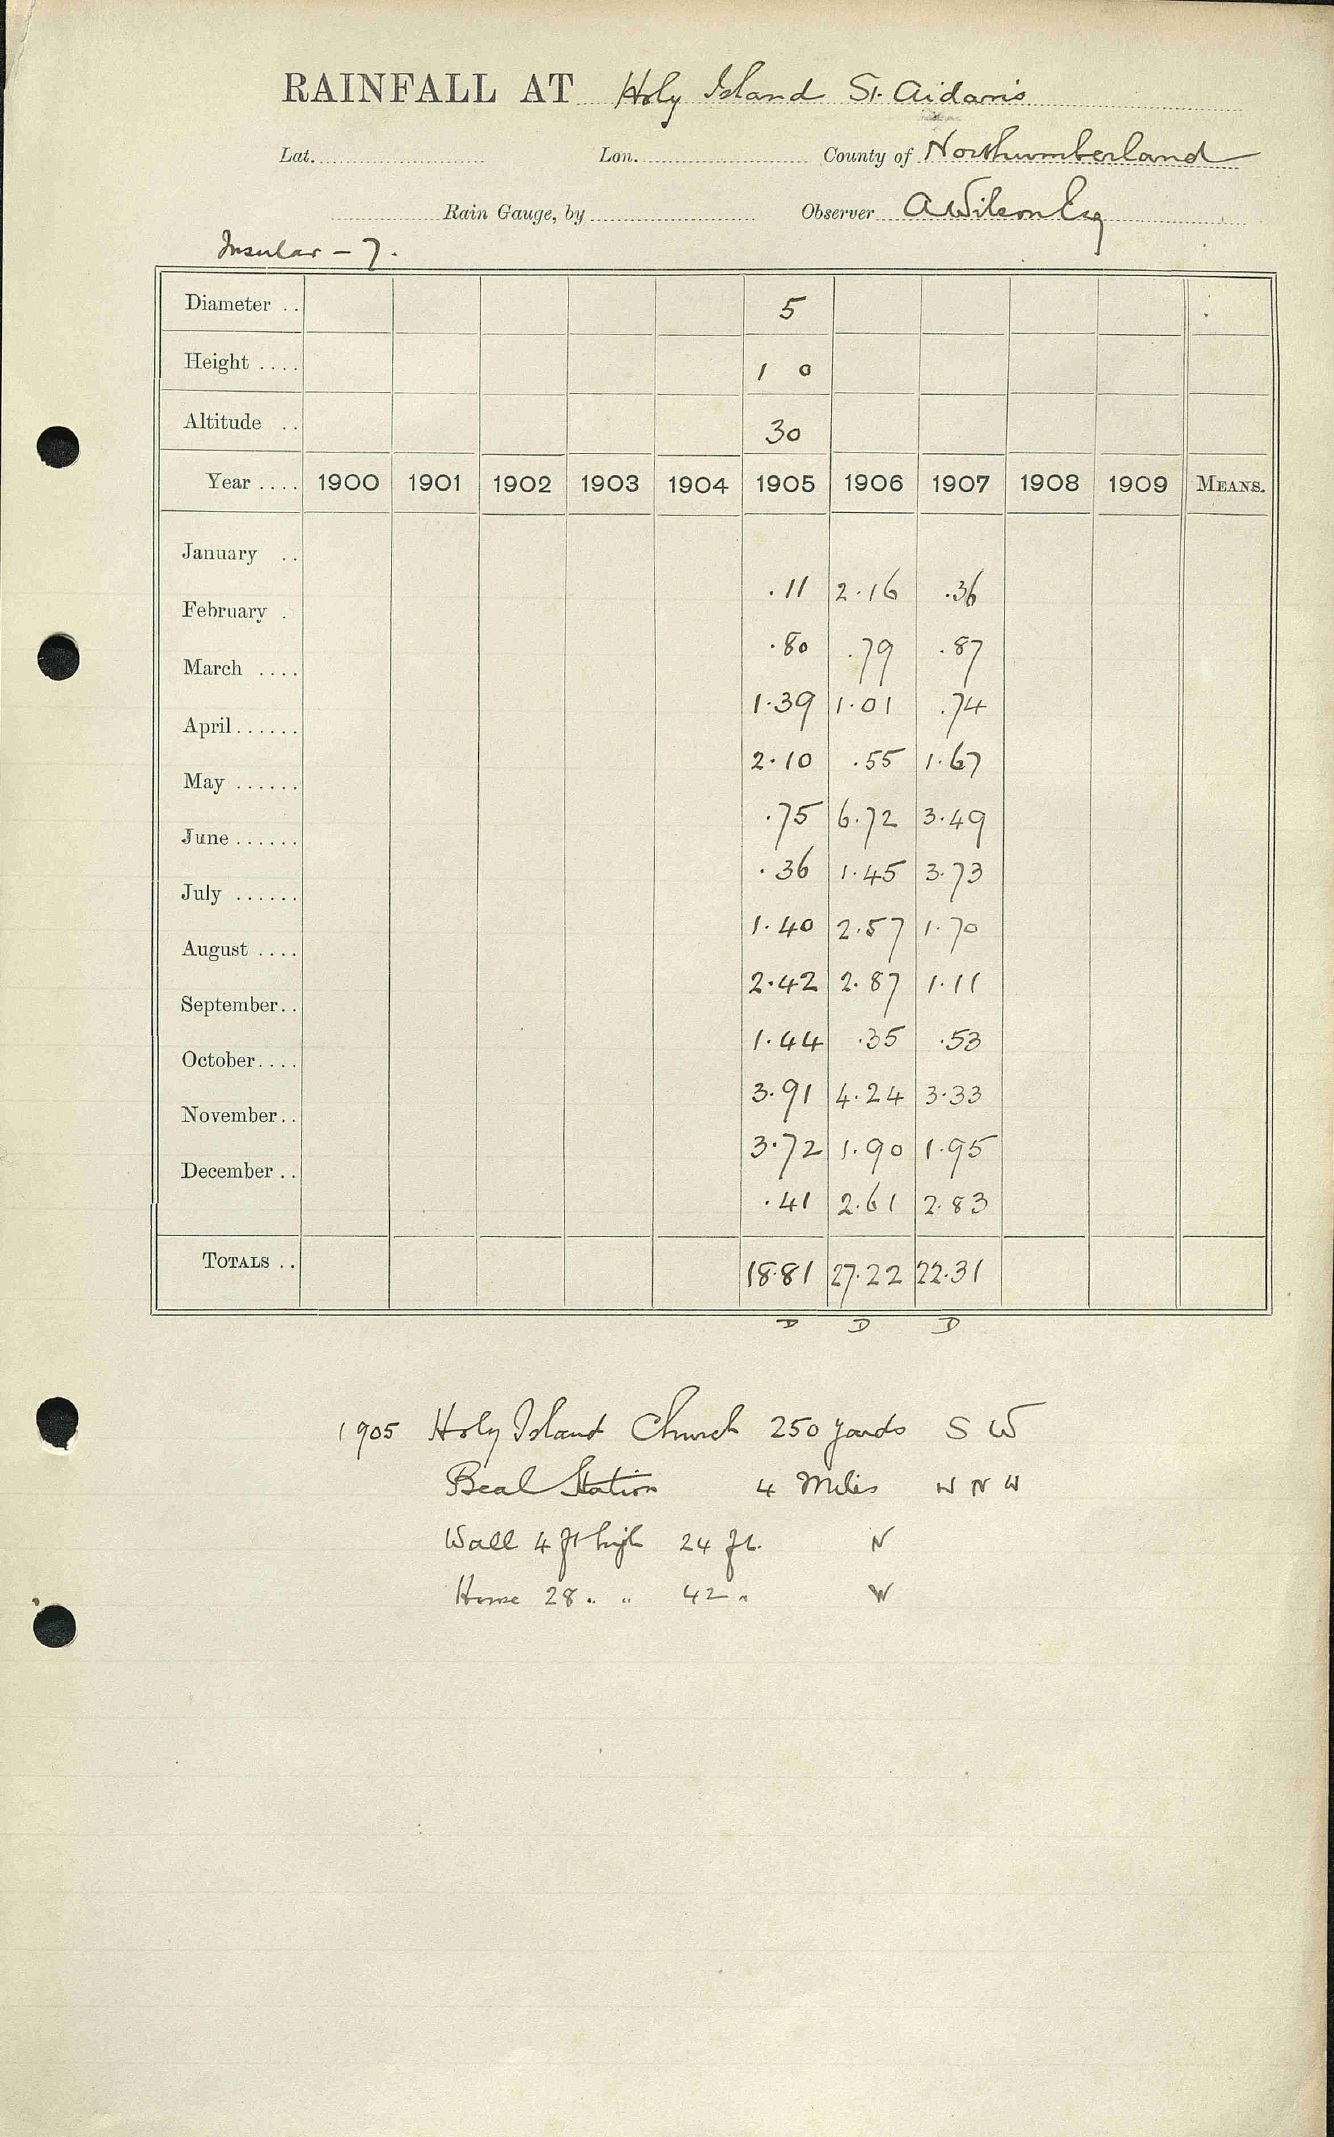 RAINFALL AT Holy Island St. Aidans
Lat. Lon. County of Northumberland
Rain Gauge, by Observer A Wilson Esq
Insular - 7.
Diameter .. 5
Height .... 1 0
Altitude .. 30
Year .... 1900 1901 1902 1903 1904 1905 1906 1907 1908 1909 MEANS.
January .. .11 2.16 .36
February . .80 .79 .87
March .... 1.39 1.01 .74
April ...... 2.10 .55 1.67
May ...... .75 6.72 3.49
June ...... .36 1.45 3.73
July ...... 1.40 2.57 1.70
August .... 2.42 2.87 1.11
September.. 1.44 .35 .53
October.... 3.91 4.24 3.33
November.. 3.72 1.90 1.95
December .. .41 2.61 2.83
TOTALS .. 18.81 27.22 22.31
D D D
1905 Holy Island Church 250 yards S W
Beal Station 4 Miles W N W
Wall 4 ft high 24 ft. N
House 28 " " 42 " W